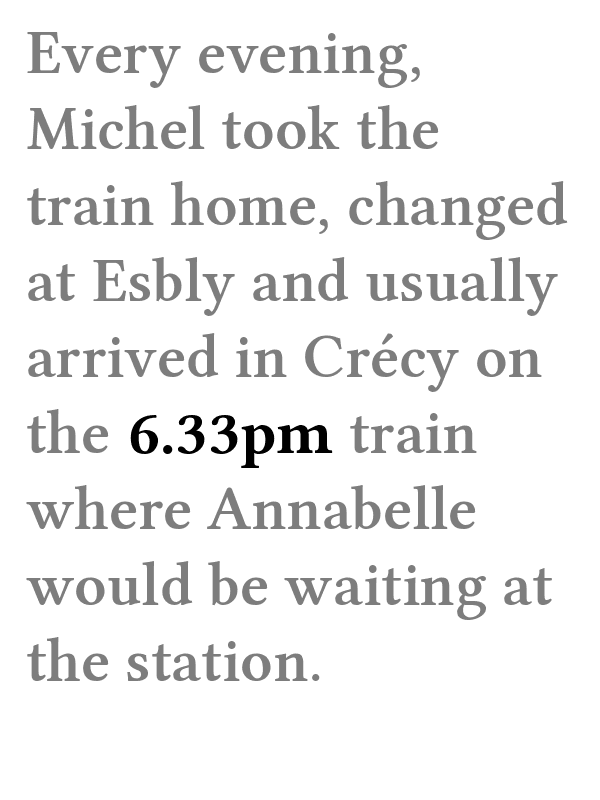 Every evening,
Michel took the
train home, changed
at Esbly and usually
arrived in Crécy on
the 6.33pm train
where Annabelle
would be waiting at
the station.